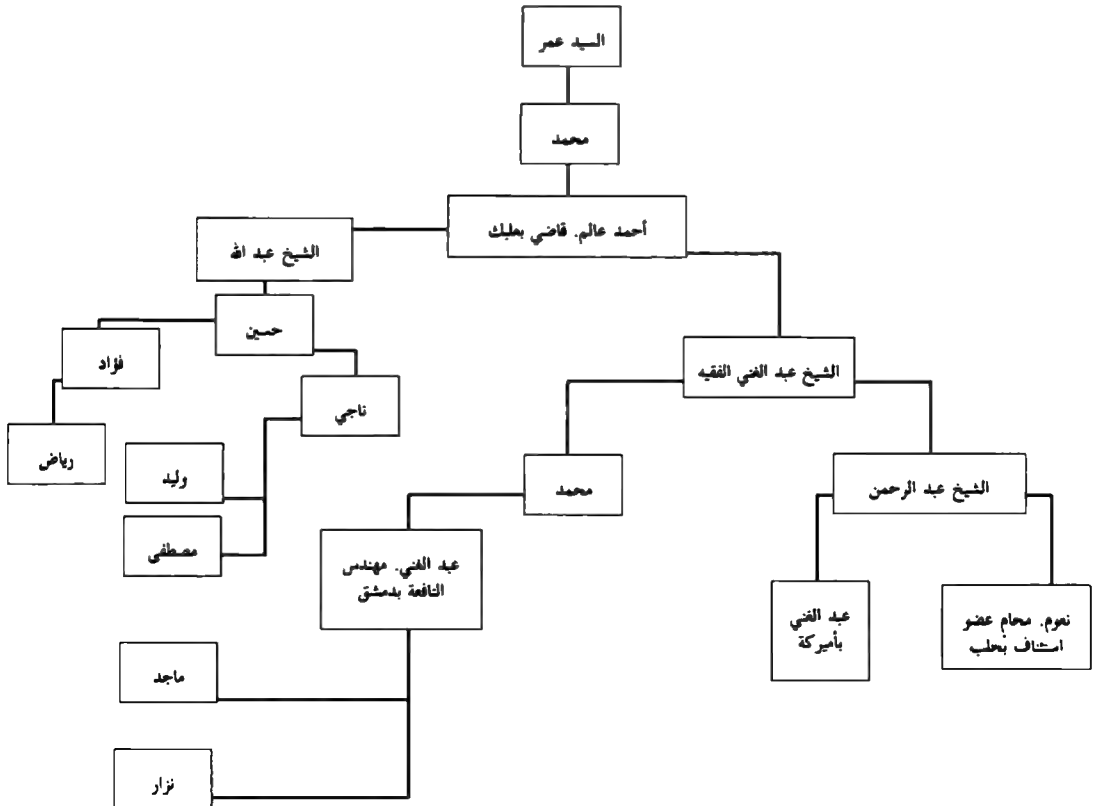 السيد عمر
محمد
أحمد عالم. قاضي بعلبك
الشيخ عبد الله
حسين
فؤاد
الشيخ عبد الغني الفقيه
ناجي
رياض
وليد
محمد
الشيخ عبد الرحمن
مصطفى
عبد الغني. مهندس
النافعة بدمشق
عبد الغني
بأميركة
نعوم. محام عضو
استئناف بحلب
ماجد
نزار